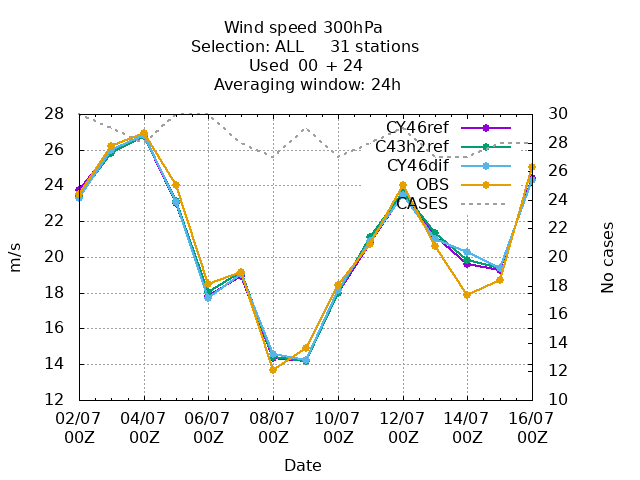 Wind speed 300hPa
Selection: ALL 31 stations
Used 00 + 24
Averaging window: 24h
28 30
CY46ref
C43h2.ref
CY46dif
OBS
CASES
26
24
22
20
18
16
14
12
28
26
24
22
20
18
16
14
12
10
m/s
No cases
02/07 04/07 06/07 08/07 10/07 12/07 14/07 16/07
00Z 00Z 00Z 00Z 00Z 00Z 00Z 00Z
Date